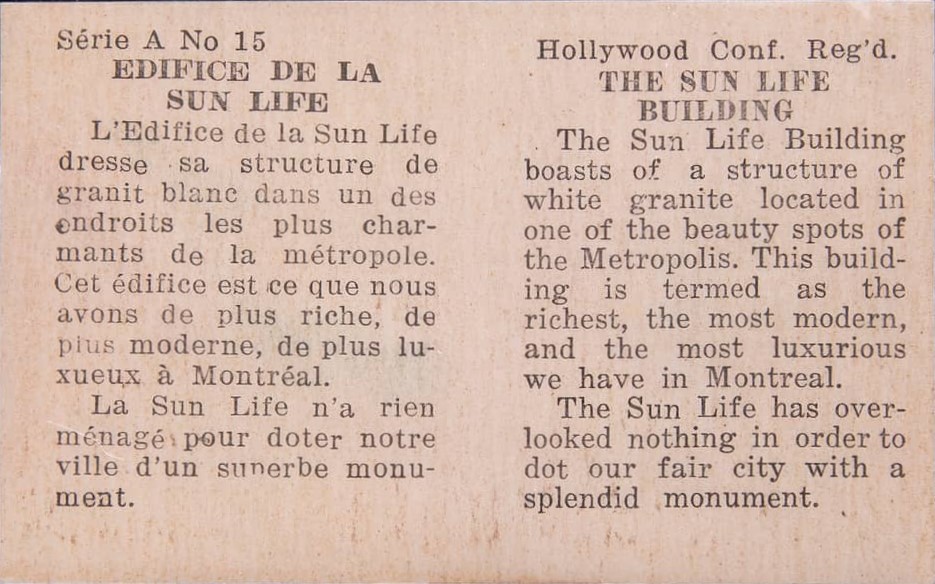 Série A No 15
EDIFICE DE LA
SUN LIFE
L'Edifice de la Sun Life
dresse sa structure de
granit blanc dans un des
endroits les plus char-
mants de la métropole.
Cet édifice est ce que nous
avons de plus riche, de
plus moderne, de plus lu-
xueux à Montréal.
La Sun Life n'a rien
ménagé pour doter notre
ville d'un superbe monu-
ment.
Hollywood Conf. Reg'd.
THE SUN LIFE
BUILDING
The Sun Life Building
boasts of a structure of
white granite located in
one of the beauty spots of
the Metropolis. This build-
ing is termed as the
richest, the most modern,
and the most luxurious
we have in Montreal.
The Sun Life has over-
looked nothing in order to
dot our fair city with a
splendid monument.